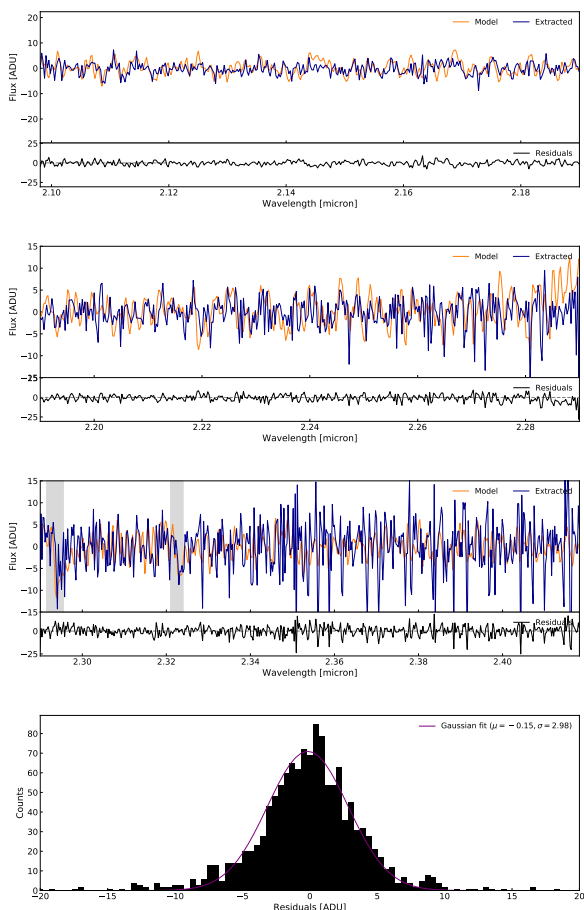 20
10
0
−10
−20
Flux [ADU]
Model Extracted
25
0
−25
Residuals
2.10 2.12 2.14 2.16 2.18
Wavelength [micron]
15
10
5
0
−5
−10
Flux [ADU]
Model Extracted
25
0
−25
Residuals
2.20 2.22 2.24 2.26 2.28
Wavelength [micron]
15
10
5
0
−5
−10
−15
Flux [ADU]
Model Extracted
0
−25
Residuals
2.30 2.32 2.34 2.36 2.38 2.40
Wavelength [micron]
80
70
60
50
40
30
20
10
0
Counts
Gaussian fit (μ = −0.15, σ = 2.98)
−20 −15 −10 −5 0 5 10 15 20
Residuals [ADU]